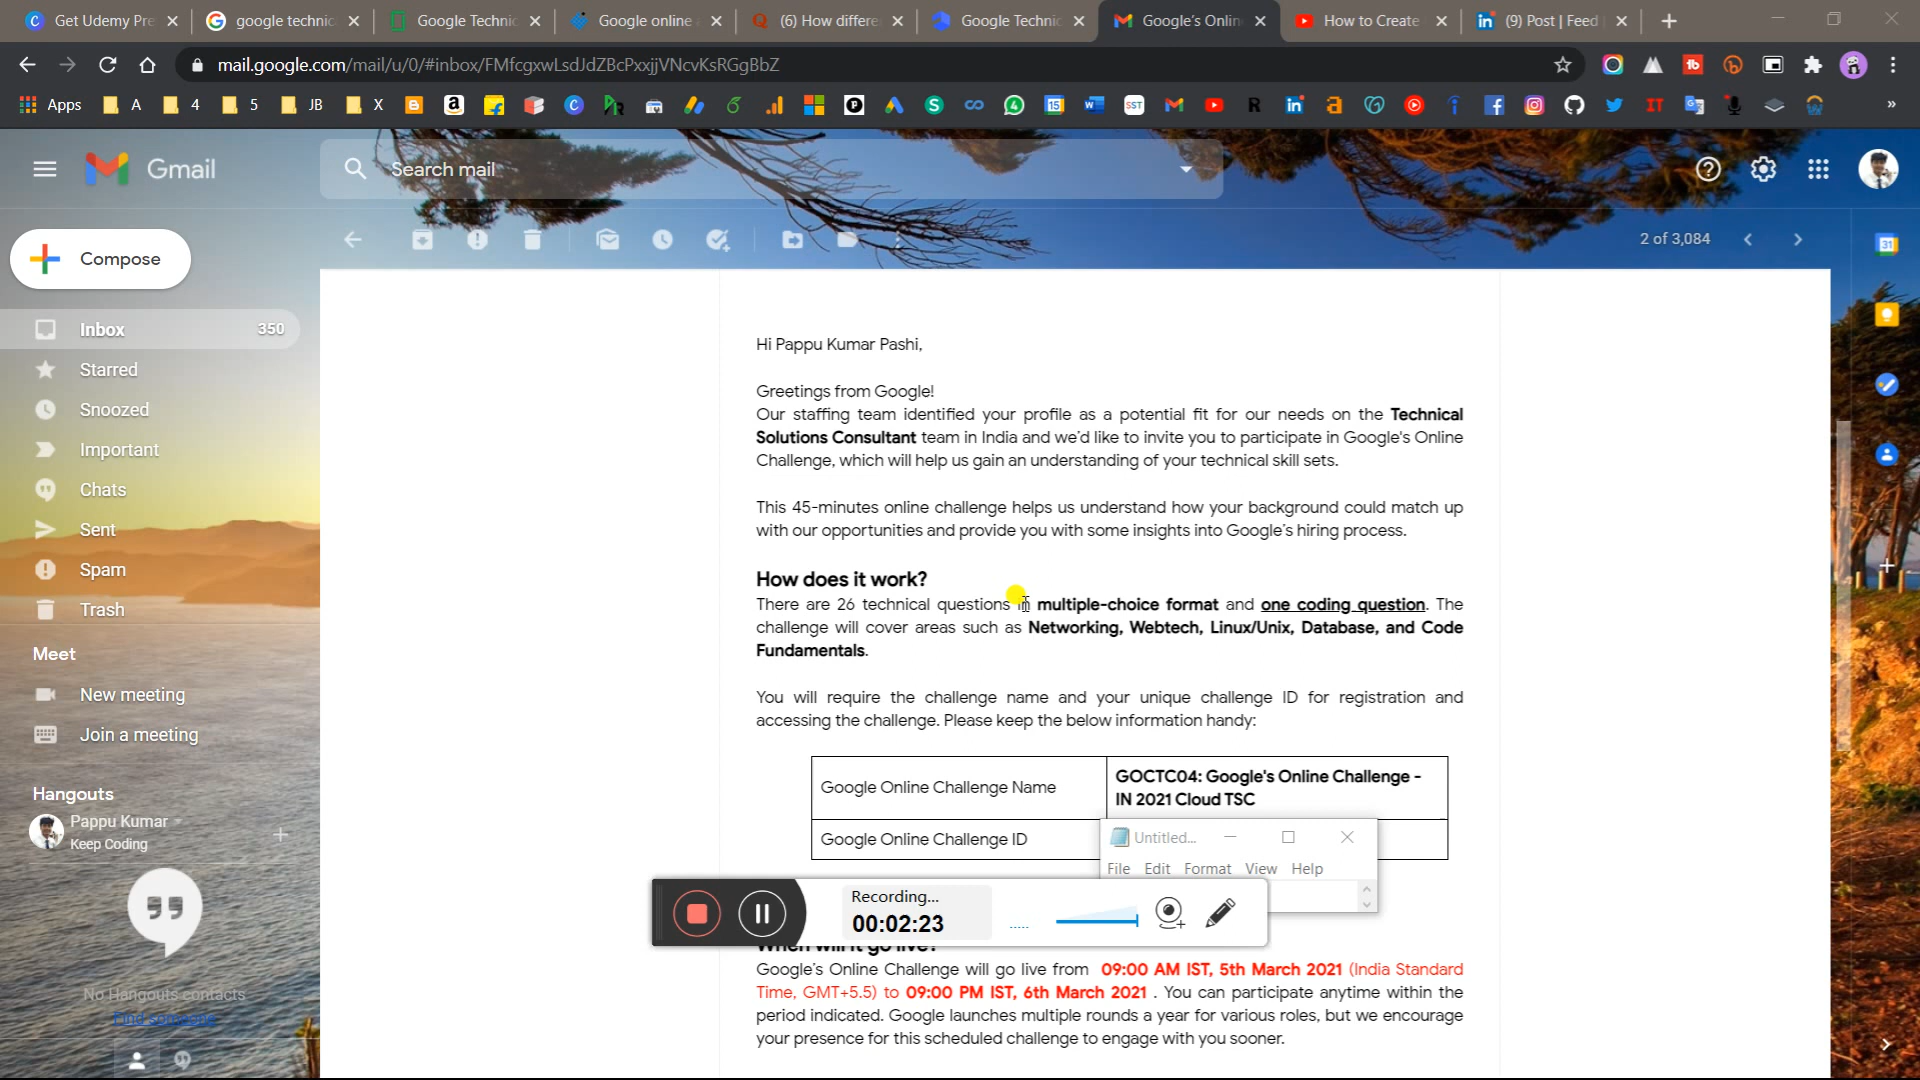 Get Udemy Pre
google technic
Google Technic
Google online
(6) How differe
Google Technic
Google's Onlin
How to Create
(9) Post | Feed
mail.google.com/mail/u/0/#inbox/FMfcgxwLsdJdZBcPxxjjVNcvKsRGgBbZ
Apps A 4 5 JB X
Gmail
Search mail
2 of 3,084
Compose
Inbox 350
Starred
Snoozed
Important
Chats
Sent
Spam
Trash
Meet
New meeting
Join a meeting
Hangouts
Pappu Kumar
Keep Coding
No Hangouts contacts
Find someone
Hi Pappu Kumar Pashi,
Greetings from Google!
Our staffing team identified your profile as a potential fit for our needs on the Technical
Solutions Consultant team in India and we'd like to invite you to participate in Google's Online
Challenge, which will help us gain an understanding of your technical skill sets.
This 45-minutes online challenge helps us understand how your background could match up
with our opportunities and provide you with some insights into Google's hiring process.
How does it work?
There are 26 technical questions in multiple-choice format and one coding question. The
challenge will cover areas such as Networking, Webtech, Linux/Unix, Database, and Code
Fundamentals.
You will require the challenge name and your unique challenge ID for registration and
accessing the challenge. Please keep the below information handy:
Google Online Challenge Name
GOCTC04: Google's Online Challenge -
IN 2021 Cloud TSC
Google Online Challenge ID
Untitled...
File Edit Format View Help
Recording...
00:02:23
When will it go live?
Google's Online Challenge will go live from 09:00 AM IST, 5th March 2021 (India Standard
Time, GMT+5.5) to 09:00 PM IST, 6th March 2021 . You can participate anytime within the
period indicated. Google launches multiple rounds a year for various roles, but we encourage
your presence for this scheduled challenge to engage with you sooner.